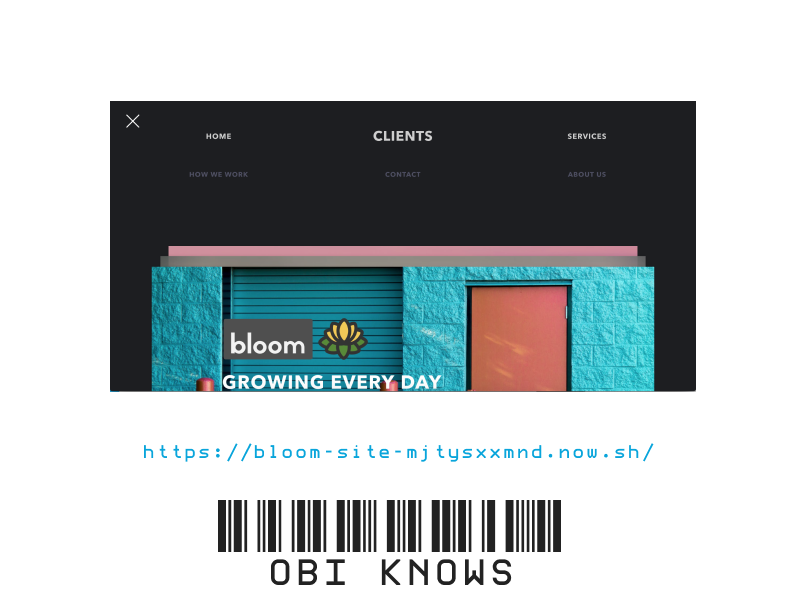 HOME CLIENTS SERVICES
HOW WE WORK CONTACT ABOUT US
bloom
GROWING EVERY DAY
https://bloom-site-mjtysxxmnd.now.sh/
OBI KNOWS